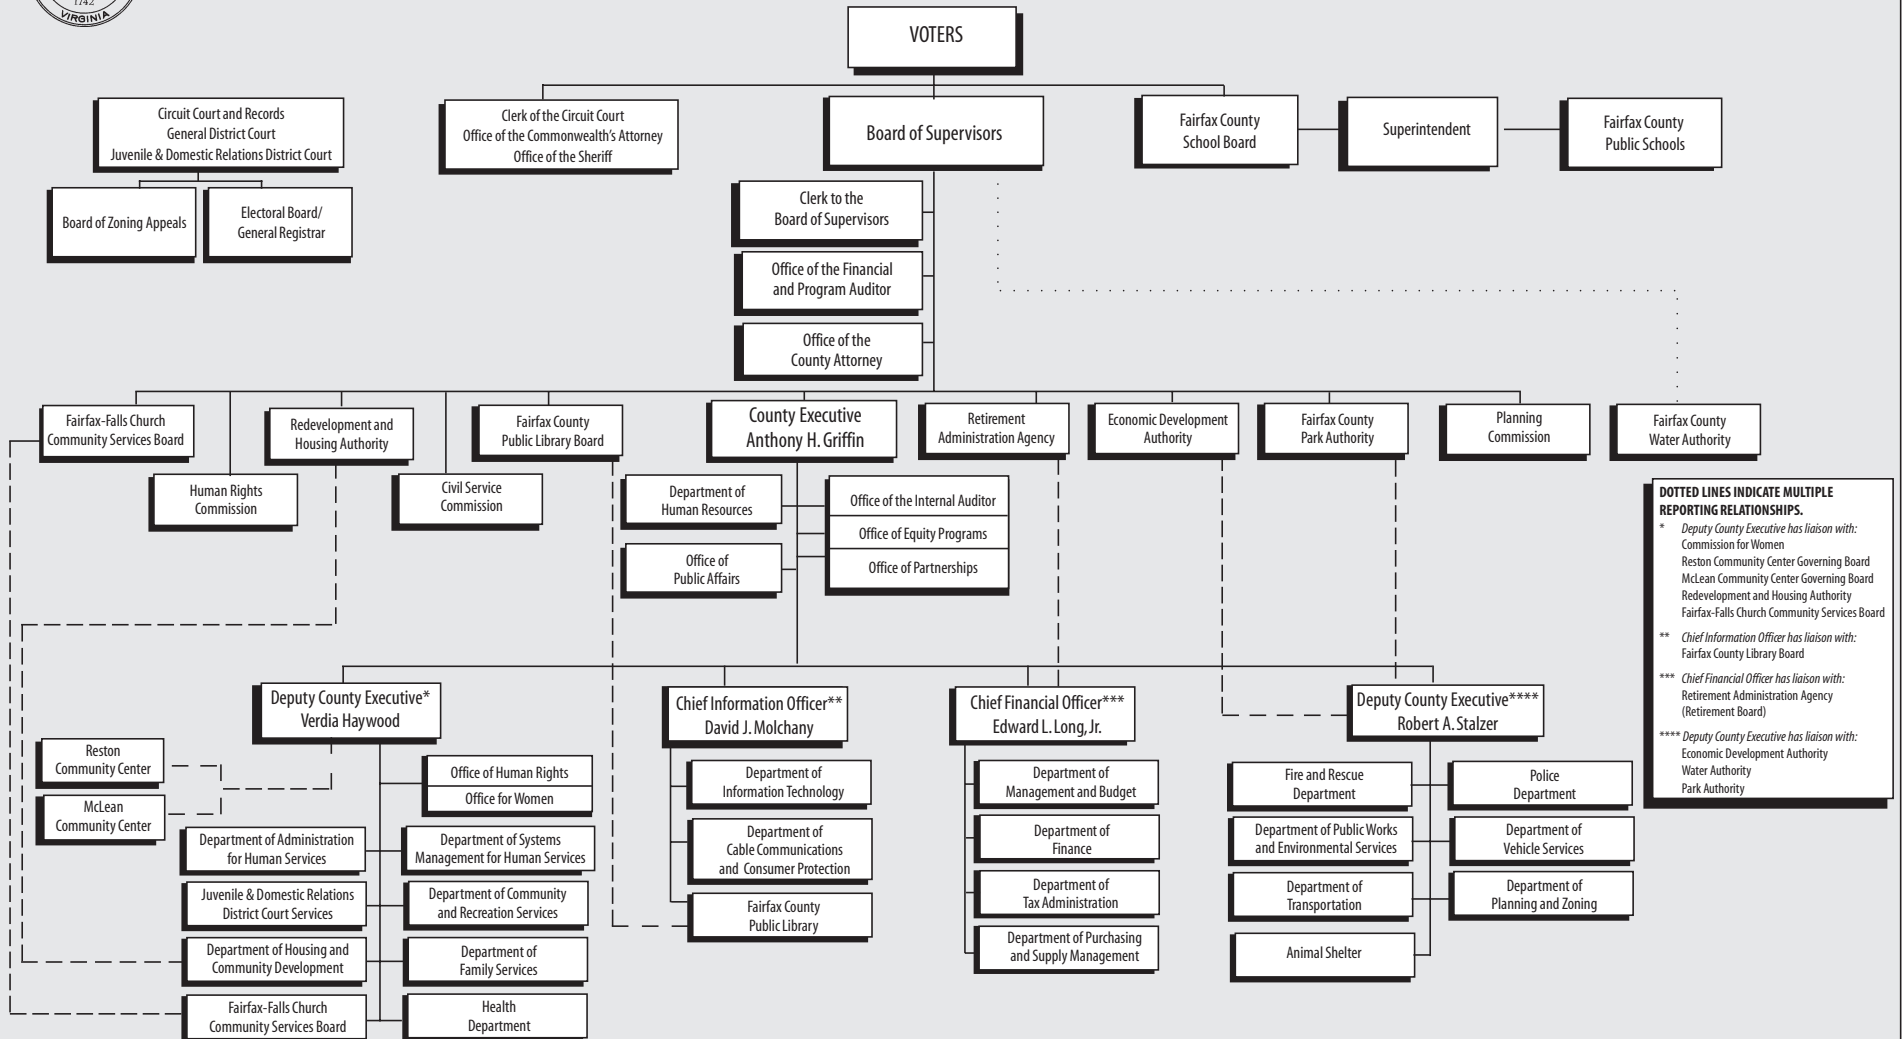 1742
VIRGINIA
VOTERS
Circuit Court and Records
General District Court
Juvenile & Domestic Relations District Court
Clerk of the Circuit Court
Office of the Commonwealth's Attorney
Office of the Sheriff
Board of Supervisors
Fairfax County
School Board
Superintendent
Fairfax County
Public Schools
Board of Zoning Appeals
Electoral Board/
General Registrar
Clerk to the
Board of Supervisors
Office of the Financial
and Program Auditor
Office of the
County Attorney
Fairfax-Falls Church
Community Services Board
Redevelopment and
Housing Authority
Fairfax County
Public Library Board
County Executive
Anthony H. Griffin
Retirement
Administration Agency
Economic Development
Authority
Fairfax County
Park Authority
Planning
Commission
Fairfax County
Water Authority
Human Rights
Commission
Civil Service
Commission
Department of
Human Resources
Office of
Public Affairs
Office of the Internal Auditor
Office of Equity Programs
Office of Partnerships
DOTTED LINES INDICATE MULTIPLE
REPORTING RELATIONSHIPS.
* Deputy County Executive has liaison with:
Commission for Women
Reston Community Center Governing Board
McLean Community Center Governing Board
Redevelopment and Housing Authority
Fairfax-Falls Church Community Services Board
** Chief Information Officer has liaison with:
Fairfax County Library Board
*** Chief Financial Officer has liaison with:
Retirement Administration Agency
(Retirement Board)
**** Deputy County Executive has liaison with:
Economic Development Authority
Water Authority
Park Authority
Deputy County Executive*
Verdia Haywood
Chief Information Officer**
David J. Molchany
Chief Financial Officer***
Edward L. Long, Jr.
Deputy County Executive****
Robert A. Stalzer
Reston
Community Center
McLean
Community Center
Office of Human Rights
Office for Women
Department of Administration
for Human Services
Department of Systems
Management for Human Services
Juvenile & Domestic Relations
District Court Services
Department of Community
and Recreation Services
Department of Housing and
Community Development
Department of
Family Services
Fairfax-Falls Church
Community Services Board
Health
Department
Department of
Information Technology
Department of
Cable Communications
and Consumer Protection
Fairfax County
Public Library
Department of
Management and Budget
Department of
Finance
Department of
Tax Administration
Department of Purchasing
and Supply Management
Fire and Rescue
Department
Police
Department
Department of Public Works
and Environmental Services
Department of
Vehicle Services
Department of
Transportation
Department of
Planning and Zoning
Animal Shelter